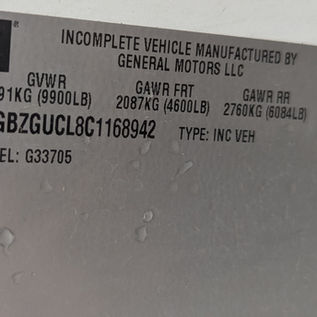 INCOMPLETE VEHICLE MANUFACTURED BY
GENERAL MOTORS LLC
GVWR GAWR FRT GAWR RR
91KG (9900LB) 2087KG (4600LB) 2760KG (6084LB)
GBZGUCL8C1168942 TYPE: INC VEH
EL: G33705